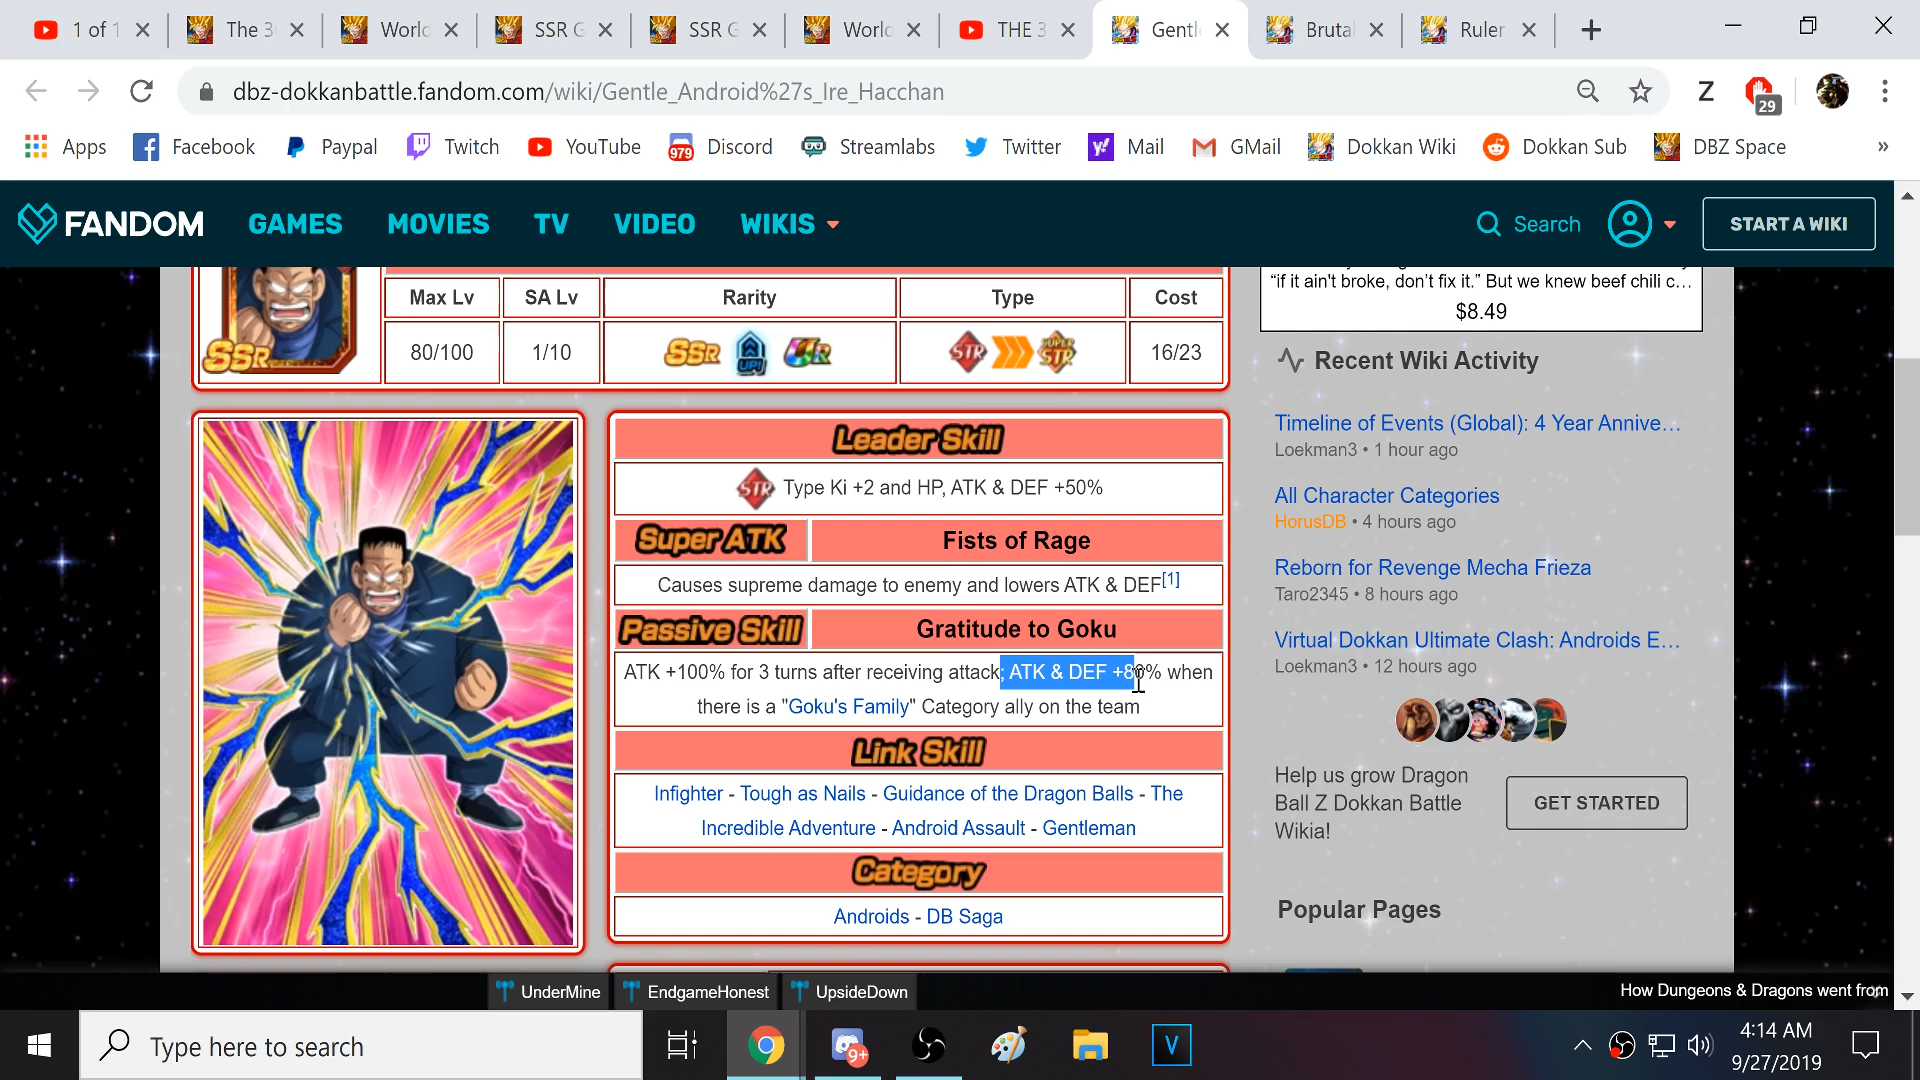 1 of 1
The 30
World
SSR G
SSR G
World
THE 3
Gentl
Brutal
Ruler
dbz-dokkanbattle.fandom.com/wiki/Gentle_Android%27s_Ire_Hacchan
Z
29
Apps
Facebook
Paypal
Twitch
YouTube
979
Discord
Streamlabs
Twitter
y!
Mail
GMail
Dokkan Wiki
Dokkan Sub
DBZ Space
»
FANDOM
GAMES
MOVIES
TV
VIDEO
WIKIS
Search
START A WIKI
"if it ain't broke, don't fix it." But we knew beef chili c...
$8.49
SSR
Max Lv
SA Lv
Rarity
Type
Cost
80/100
1/10
SSR UP! UR
STR SUPER STR
16/23
Leader Skill
STR Type Ki +2 and HP, ATK & DEF +50%
Super ATK
Fists of Rage
Causes supreme damage to enemy and lowers ATK & DEF[1]
Passive Skill
Gratitude to Goku
ATK +100% for 3 turns after receiving attack; ATK & DEF +80% when
there is a "Goku's Family" Category ally on the team
Link Skill
Infighter - Tough as Nails - Guidance of the Dragon Balls - The
Incredible Adventure - Android Assault - Gentleman
Category
Androids - DB Saga
Recent Wiki Activity
Timeline of Events (Global): 4 Year Annive...
Loekman3 • 1 hour ago
All Character Categories
HorusDB • 4 hours ago
Reborn for Revenge Mecha Frieza
Taro2345 • 8 hours ago
Virtual Dokkan Ultimate Clash: Androids E...
Loekman3 • 12 hours ago
Help us grow Dragon
Ball Z Dokkan Battle
Wikia!
GET STARTED
Popular Pages
UnderMine
EndgameHonest
UpsideDown
How Dungeons & Dragons went from
Type here to search
9+
V
4:14 AM
9/27/2019